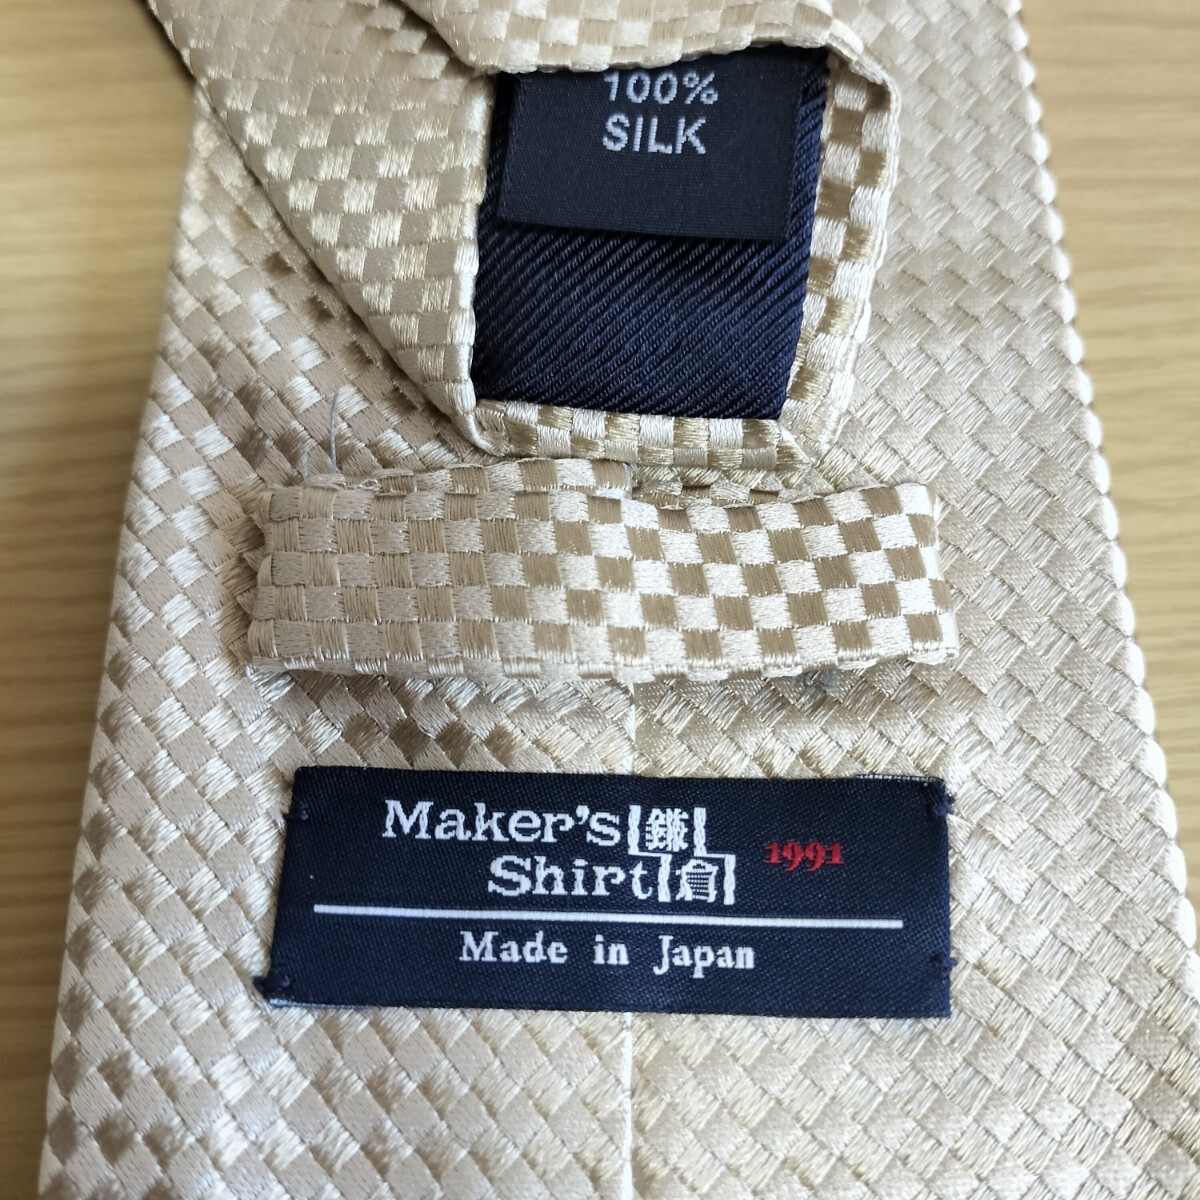 100%
SILK
Maker's 鎌 1991
Shirt 倉
Made in Japan